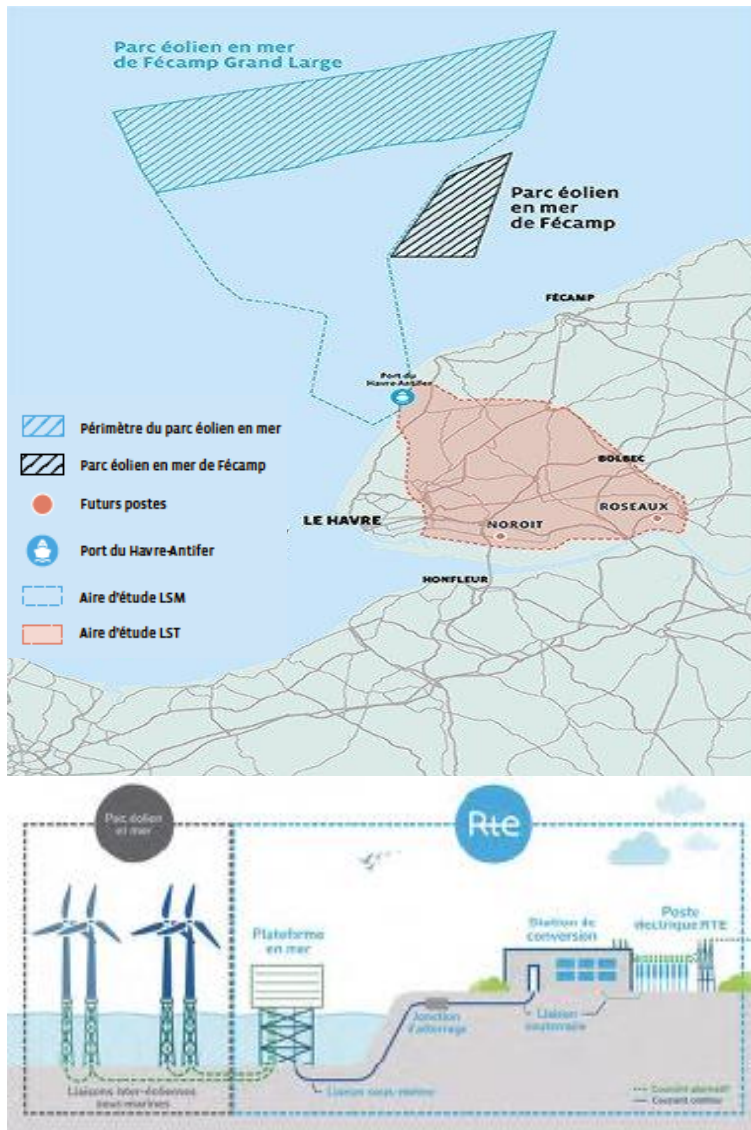 Parc éolien en mer
de Fécamp Grand Large
Parc éolien
en mer
de Fécamp
FÉCAMP
Port du
Havre-Antifer
BOLBEC
ROSEAUX
LE HAVRE
NOROIT
HONFLEUR
Périmètre du parc éolien en mer
Parc éolien en mer de Fécamp
Futurs postes
Port du Havre-Antifer
Aire d'étude LSM
Aire d'étude LST
Parc éolien
en mer
Rte
Plateforme
en mer
Station de
conversion
Poste
électrique RTE
Jonction
d'atterrage
Liaison
souterraine
Liaisons inter-éoliennes
sous-marines
Liaison sous-marine
Courant alternatif
Courant continu